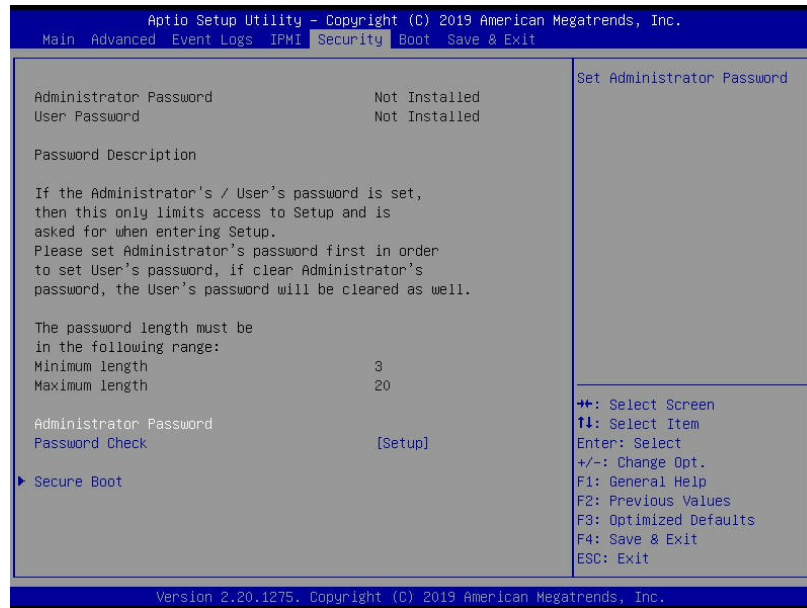 Aptio Setup Utility – Copyright (C) 2019 American Megatrends, Inc.
Main Advanced Event Logs IPMI Security Boot Save & Exit
Administrator Password Not Installed
User Password Not Installed
Password Description
If the Administrator's / User's password is set,
then this only limits access to Setup and is
asked for when entering Setup.
Please set Administrator's password first in order
to set User's password, if clear Administrator's
password, the User's password will be cleared as well.
The password length must be
in the following range:
Minimum length 3
Maximum length 20
Administrator Password
Password Check [Setup]
Secure Boot
Set Administrator Password
→←: Select Screen
↑↓: Select Item
Enter: Select
+/-: Change Opt.
F1: General Help
F2: Previous Values
F3: Optimized Defaults
F4: Save & Exit
ESC: Exit
Version 2.20.1275. Copyright (C) 2019 American Megatrends, Inc.